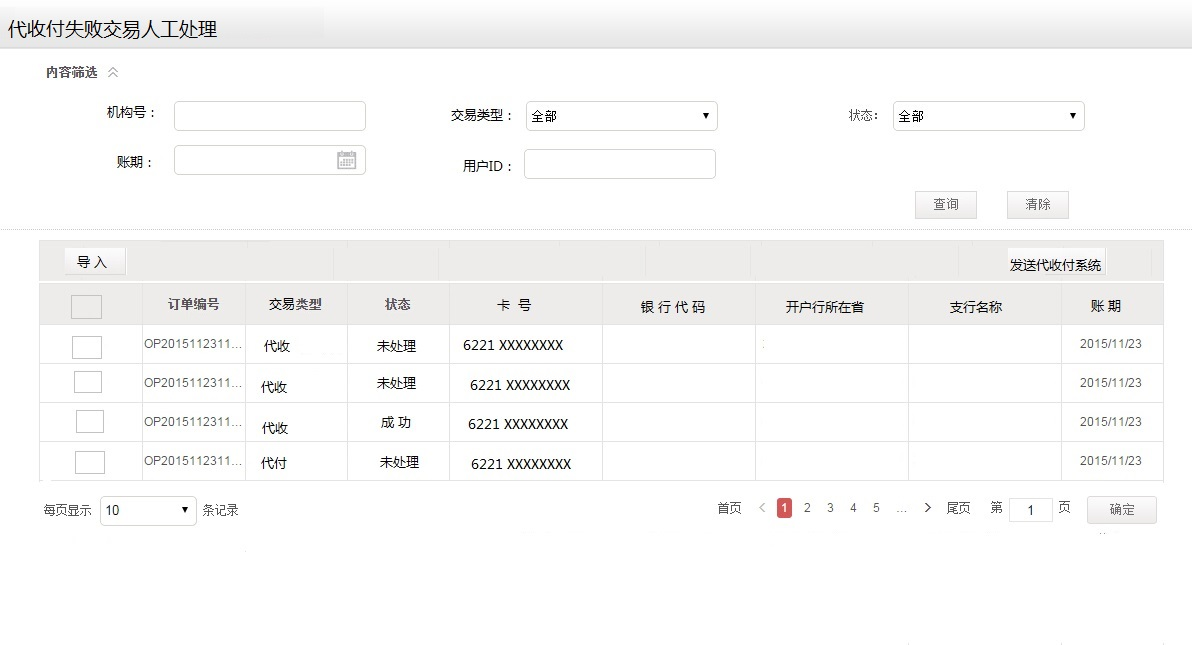 代收付失败交易人工处理
内容筛选
机构号： 交易类型： 全部 状态： 全部
账期： 用户ID：
查询 清除
导 入 发送代收付系统
订单编号 交易类型 状态 卡 号 银 行 代 码 开户行所在省 支行名称 账 期
OP2015112311... 代收 未处理 6221 XXXXXXXX 2015/11/23
OP2015112311... 代收 未处理 6221 XXXXXXXX 2015/11/23
OP2015112311... 代收 成 功 6221 XXXXXXXX 2015/11/23
OP2015112311... 代付 未处理 6221 XXXXXXXX 2015/11/23
每页显示 10 条记录 首页 < 1 2 3 4 5 ... > 尾页 第 1 页 确定